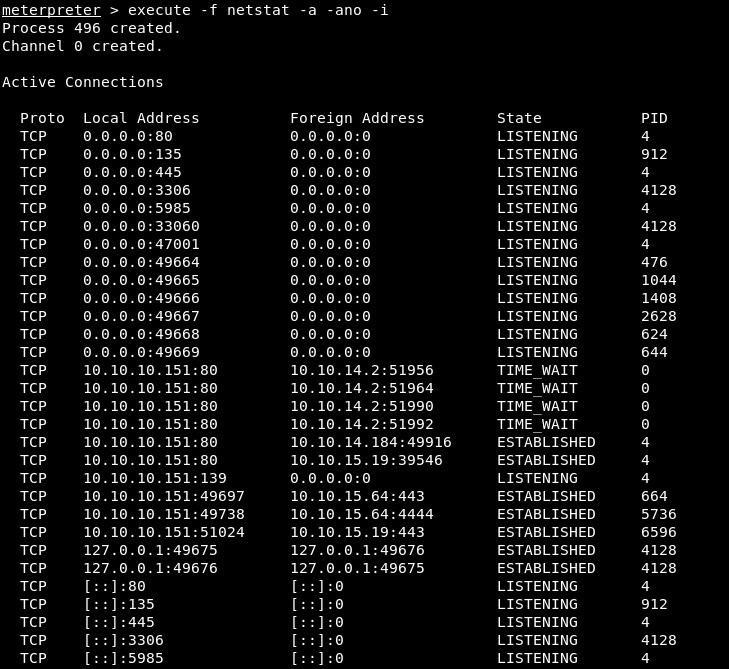 meterpreter > execute -f netstat -a -ano -i
Process 496 created.
Channel 0 created.
Active Connections
Proto Local Address Foreign Address State PID
TCP 0.0.0.0:80 0.0.0.0:0 LISTENING 4
TCP 0.0.0.0:135 0.0.0.0:0 LISTENING 912
TCP 0.0.0.0:445 0.0.0.0:0 LISTENING 4
TCP 0.0.0.0:3306 0.0.0.0:0 LISTENING 4128
TCP 0.0.0.0:5985 0.0.0.0:0 LISTENING 4
TCP 0.0.0.0:33060 0.0.0.0:0 LISTENING 4128
TCP 0.0.0.0:47001 0.0.0.0:0 LISTENING 4
TCP 0.0.0.0:49664 0.0.0.0:0 LISTENING 476
TCP 0.0.0.0:49665 0.0.0.0:0 LISTENING 1044
TCP 0.0.0.0:49666 0.0.0.0:0 LISTENING 1408
TCP 0.0.0.0:49667 0.0.0.0:0 LISTENING 2628
TCP 0.0.0.0:49668 0.0.0.0:0 LISTENING 624
TCP 0.0.0.0:49669 0.0.0.0:0 LISTENING 644
TCP 10.10.10.151:80 10.10.14.2:51956 TIME_WAIT 0
TCP 10.10.10.151:80 10.10.14.2:51964 TIME_WAIT 0
TCP 10.10.10.151:80 10.10.14.2:51990 TIME_WAIT 0
TCP 10.10.10.151:80 10.10.14.2:51992 TIME_WAIT 0
TCP 10.10.10.151:80 10.10.14.184:49916 ESTABLISHED 4
TCP 10.10.10.151:80 10.10.15.19:39546 ESTABLISHED 4
TCP 10.10.10.151:139 0.0.0.0:0 LISTENING 4
TCP 10.10.10.151:49697 10.10.15.64:443 ESTABLISHED 664
TCP 10.10.10.151:49738 10.10.15.64:4444 ESTABLISHED 5736
TCP 10.10.10.151:51024 10.10.15.19:443 ESTABLISHED 6596
TCP 127.0.0.1:49675 127.0.0.1:49676 ESTABLISHED 4128
TCP 127.0.0.1:49676 127.0.0.1:49675 ESTABLISHED 4128
TCP [::]:80 [::]:0 LISTENING 4
TCP [::]:135 [::]:0 LISTENING 912
TCP [::]:445 [::]:0 LISTENING 4
TCP [::]:3306 [::]:0 LISTENING 4128
TCP [::]:5985 [::]:0 LISTENING 4